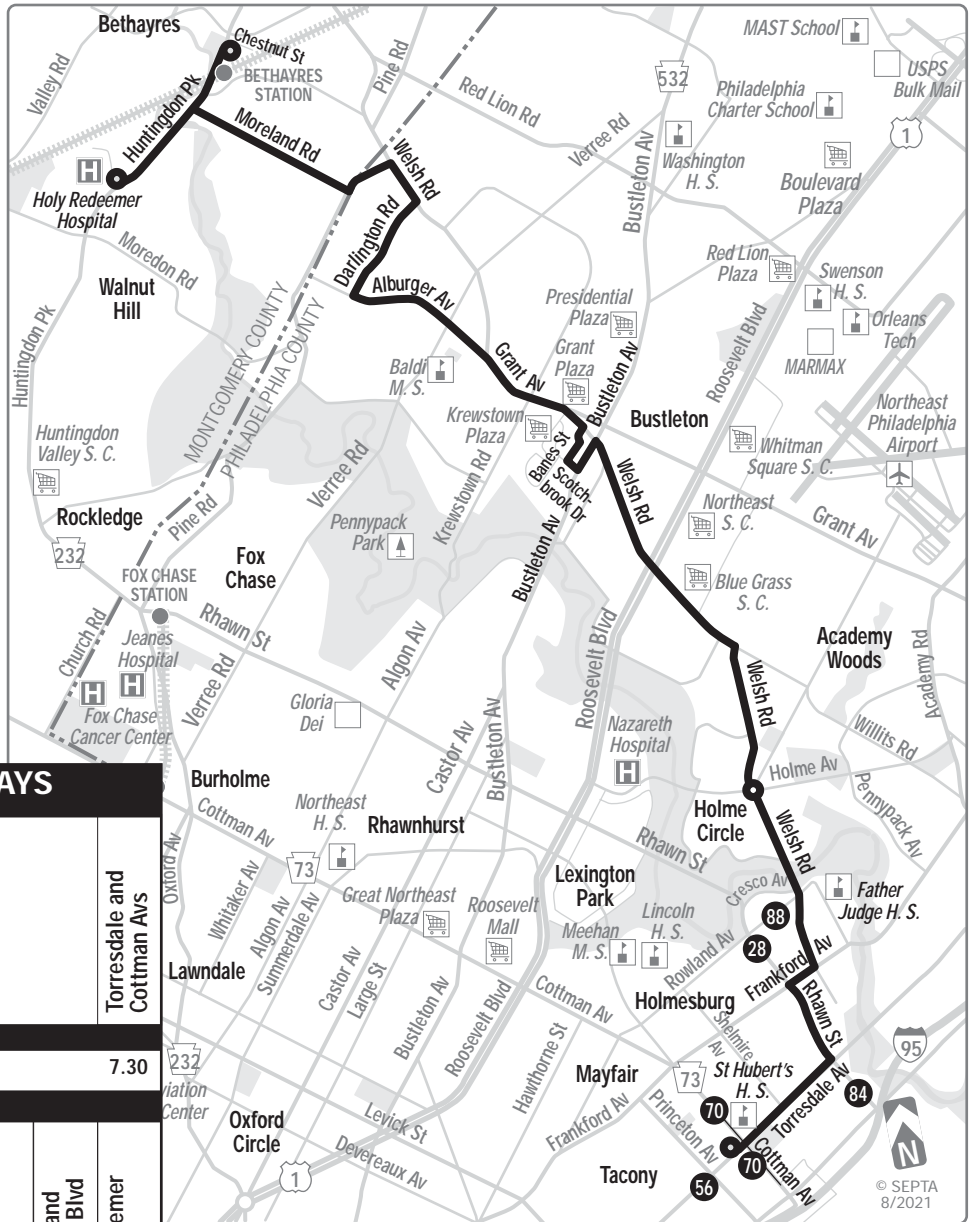 Bethayres
Chestnut St
BETHAYRES
STATION
Valley Rd
Huntingdon Pk
Pine Rd
Moreland Rd
Red Lion Rd
Verree Rd
532
Bustleton Av
MAST School
USPS
Bulk Mail
Philadelphia
Charter School
1
Washington
H. S.
Boulevard
Plaza
H
Holy Redeemer
Hospital
Welsh Rd
Darlington Rd
Moredon Rd
Walnut
Hill
Alburger Av
Huntingdon Pk
MONTGOMERY COUNTY
PHILADELPHIA COUNTY
Presidential
Plaza
Red Lion
Plaza
Swenson
H. S.
Orleans
Tech
MARMAX
Roosevelt Blvd
Baldi
M. S.
Grant Av
Grant
Plaza
Bustleton Av
Krewstown
Plaza
Bustleton
Northeast
Philadelphia
Airport
Huntingdon
Valley S. C.
Verree Rd
Krewstown Rd
Banes St
Scotch-
brook Dr
Welsh Rd
Whitman
Square S. C.
Rockledge
Pine Rd
Pennypack
Park
Northeast
S. C.
Grant Av
232
Fox
Chase
Bustleton Av
FOX CHASE
STATION
Blue Grass
S. C.
Church Rd
Rhawn St
Jeanes
Hospital
H
H
Fox Chase
Cancer Center
Verree Rd
Algon Av
Roosevelt Blvd
Academy
Woods
Academy Rd
Welsh Rd
Gloria
Dei
Castor Av
Bustleton Av
Nazareth
Hospital
H
Willits Rd
Holme Av
Pennypack Av
AYS
Burholme
Cottman Av
Northeast
H. S.
73
Rhawnhurst
Holme
Circle
Welsh Rd
Rhawn St
Oxford Av
Whitaker Av
Algon Av
Summerdale Av
Great Northeast
Plaza
Roosevelt
Mall
Lexington
Park
Cresco Av
Father
Judge H. S.
88
28
Lincoln
H. S.
Meehan
M. S.
Rowland Av
Frankford Av
Torresdale and
Cottman Avs
Lawndale
Castor Av
Large St
Bustleton Av
Roosevelt Blvd
Cottman Av
Holmesburg
Rhawn St
Shelmire
Av
95
7.30
232
viation
Center
Hawthorne St
Mayfair
73
St Hubert's
H. S.
Torresdale Av
84
Oxford
Circle
Levick St
Devereaux Av
Frankford Av
Princeton Av
70
70
Cottman Av
N
1
Tacony
56
© SEPTA
8/2021
and
Blvd
emer